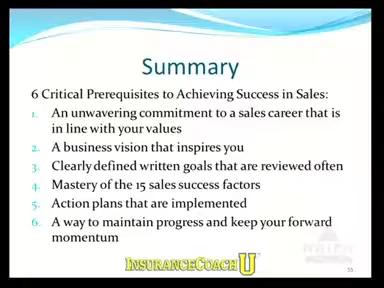 Summary
6 Critical Prerequisites to Achieving Success in Sales:
1. An unwavering commitment to a sales career that is
in line with your values
2. A business vision that inspires you
3. Clearly defined written goals that are reviewed often
4. Mastery of the 15 sales success factors
5. Action plans that are implemented
6. A way to maintain progress and keep your forward
momentum
INSURANCECOACH U